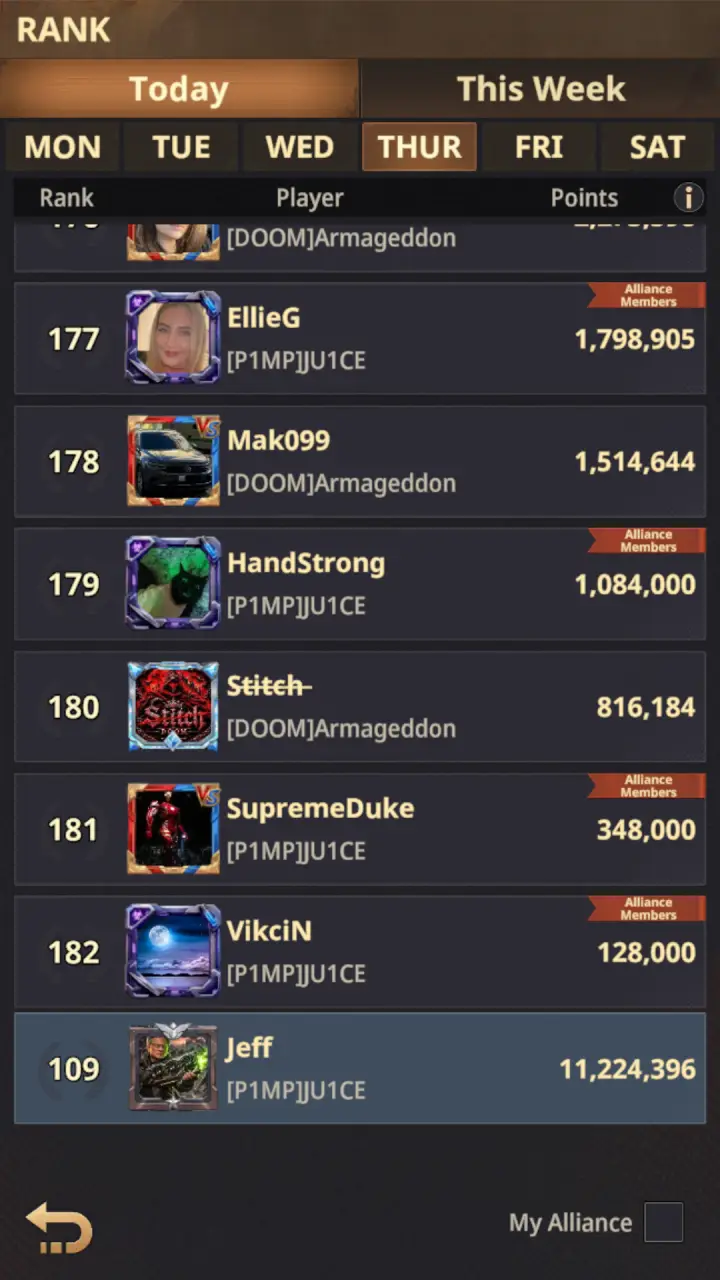 RANK
Today This Week
MON TUE WED THUR FRI SAT
Rank Player Points i
[DOOM]Armageddon
Alliance
Members
177 EllieG 1,798,905
[P1MP]JU1CE
178 Mak099 1,514,644
[DOOM]Armageddon
Alliance
Members
179 HandStrong 1,084,000
[P1MP]JU1CE
180 S̶t̶i̶t̶c̶h̶ 816,184
Stitch
[DOOM]Armageddon
Alliance
Members
181 SupremeDuke 348,000
VS
[P1MP]JU1CE
Alliance
Members
182 VikciN 128,000
[P1MP]JU1CE
109 Jeff 11,224,396
[P1MP]JU1CE
My Alliance